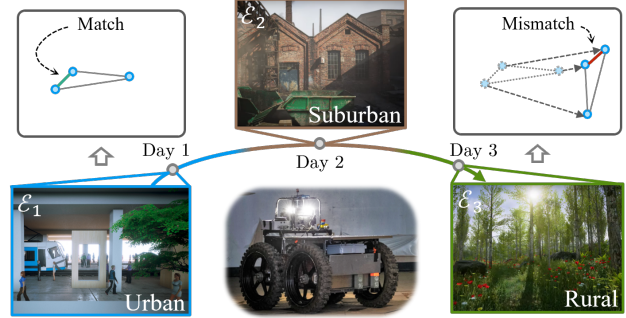 Match
Mismatch
ℰ₂
Suburban
Day 1
Day 2
Day 3
ℰ₁
Urban
ℰ₃
Rural